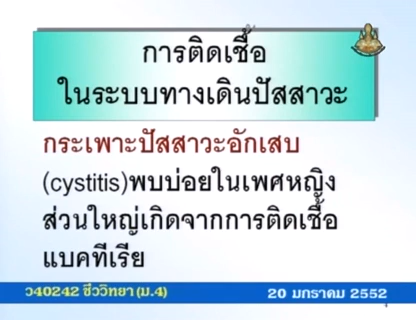 การติดเชื้อ
ในระบบทางเดินปัสสาวะ
กระเพาะปัสสาวะอักเสบ
(cystitis)พบบ่อยในเพศหญิง
ส่วนใหญ่เกิดจากการติดเชื้อ
แบคทีเรีย
ว40242 ชีววิทยา(ม.4) 20 มกราคม 2552